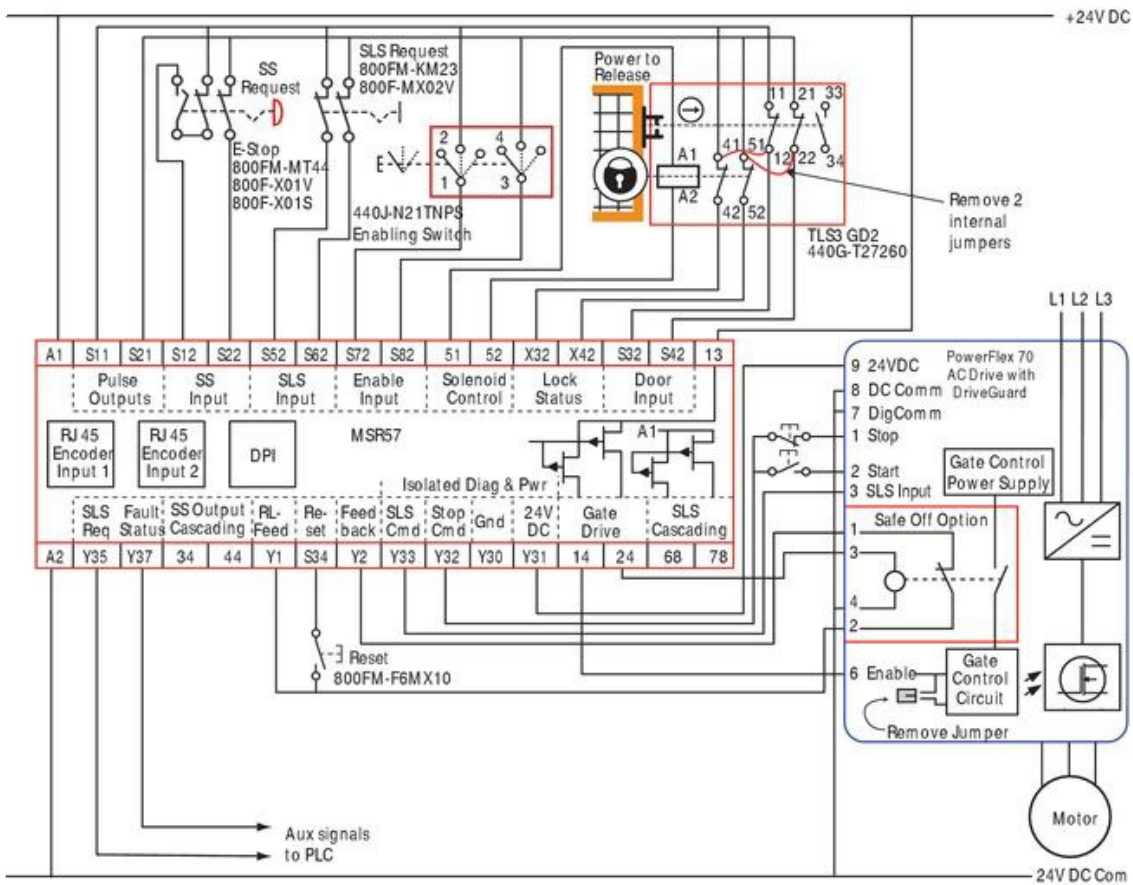 +24V DC
SS
Request
E-Stop
800FM-MT44
800F-X01V
800F-X01S
SLS Request
800FM-KM23
800F-MX02V
2
4
1
3
440J-N21TNPS
Enabling Switch
Power to
Release
A1
A2
41
51
42
52
11
21
33
12
22
34
TLS3 GD2
440G-T27260
Remove 2
internal
jumpers
A1 S11 S21 S12 S22 S52 S62 S72 S82 51 52 X32 X42 S32 S42 13
Pulse
Outputs
SS
Input
SLS
Input
Enable
Input
Solenoid
Control
Lock
Status
Door
Input
RJ 45
Encoder
Input 1
RJ 45
Encoder
Input 2
DPI
MSR57
A1
Isolated Diag & Pwr
SLS
Req
Fault
Status
SS Output
Cascading
RL-
Feed
Re-
set
Feed
back
SLS
Cmd
Stop
Cmd
Gnd
24V
DC
Gate
Drive
SLS
Cascading
A2 Y35 Y37 34 44 Y1 S34 Y2 Y33 Y32 Y30 Y31 14 24 68 78
Reset
800FM-F6MX10
Aux signals
to PLC
L1 L2 L3
PowerFlex 70
AC Drive with
DriveGuard
9 24VDC
8 DC Comm
7 DigComm
1 Stop
2 Start
3 SLS Input
Gate Control
Power Supply
Safe Off Option
1
3
4
2
6 Enable
Gate
Control
Circuit
Remove Jumper
Motor
24V DC Com